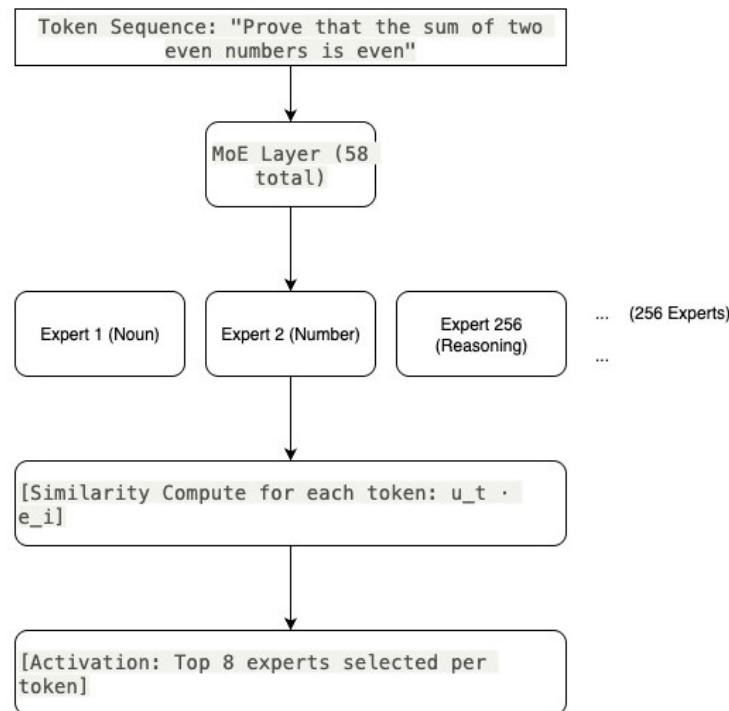 Token Sequence: "Prove that the sum of two
even numbers is even"
MoE Layer (58
total)
Expert 1 (Noun)
Expert 2 (Number)
Expert 256
(Reasoning)
... (256 Experts)
...
[Similarity Compute for each token: u_t ·
e_i]
[Activation: Top 8 experts selected per
token]